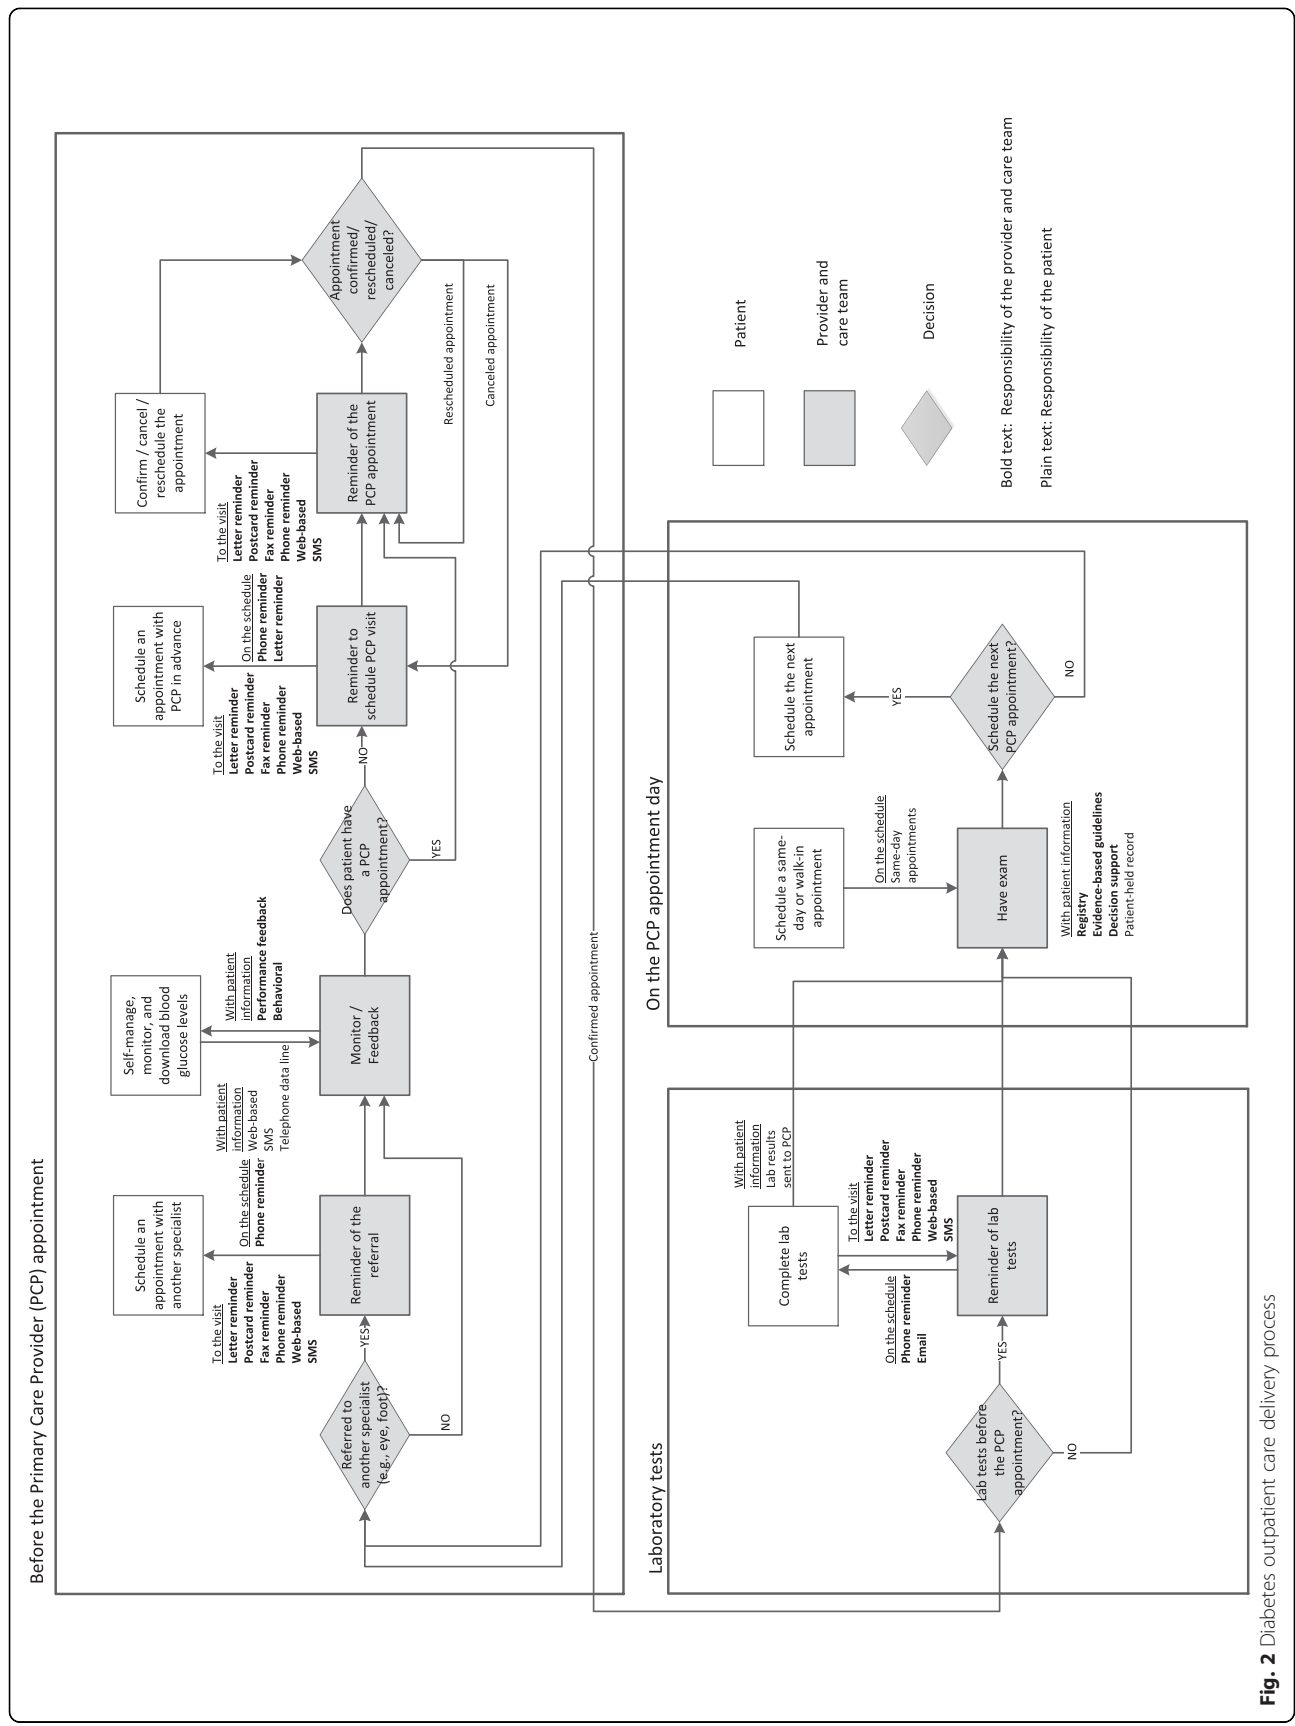 Before the Primary Care Provider (PCP) appointment
Schedule an
appointment with
another specialist
Self-manage,
monitor, and
download blood
glucose levels
Schedule an
appointment with
PCP in advance
Confirm / cancel /
reschedule the
appointment
To the visit
Letter reminder
Postcard reminder
Fax reminder
Phone reminder
Web-based
SMS
On the schedule
Phone reminder
With patient
information
Web-based
SMS
Telephone data line
With patient
information
Performance feedback
Behavioral
To the visit
Letter reminder
Postcard reminder
Fax reminder
Phone reminder
Web-based
SMS
On the schedule
Phone reminder
Letter reminder
To the visit
Letter reminder
Postcard reminder
Fax reminder
Phone reminder
Web-based
SMS
Referred to
another specialist
(e.g., eye, foot)?
YES
NO
Reminder of the
referral
Monitor /
Feedback
Does patient have
a PCP
appointment?
NO
YES
Reminder to
schedule PCP visit
Reminder of the
PCP appointment
Appointment
confirmed/
rescheduled/
canceled?
Rescheduled appointment
Canceled appointment
Confirmed appointment
Laboratory tests
Complete lab
tests
With patient
information
Lab results
sent to PCP
On the schedule
Phone reminder
Email
To the visit
Letter reminder
Postcard reminder
Fax reminder
Phone reminder
Web-based
SMS
Lab tests before
the PCP
appointment?
YES
NO
Reminder of lab
tests
On the PCP appointment day
Schedule a same-
day or walk-in
appointment
Schedule the next
appointment
On the schedule
Same-day
appointments
YES
Have exam
Schedule the next
PCP appointment?
NO
With patient information
Registry
Evidence-based guidelines
Decision support
Patient-held record
Patient
Provider and
care team
Decision
Bold text: Responsibility of the provider and care team
Plain text: Responsibility of the patient
Fig. 2 Diabetes outpatient care delivery process